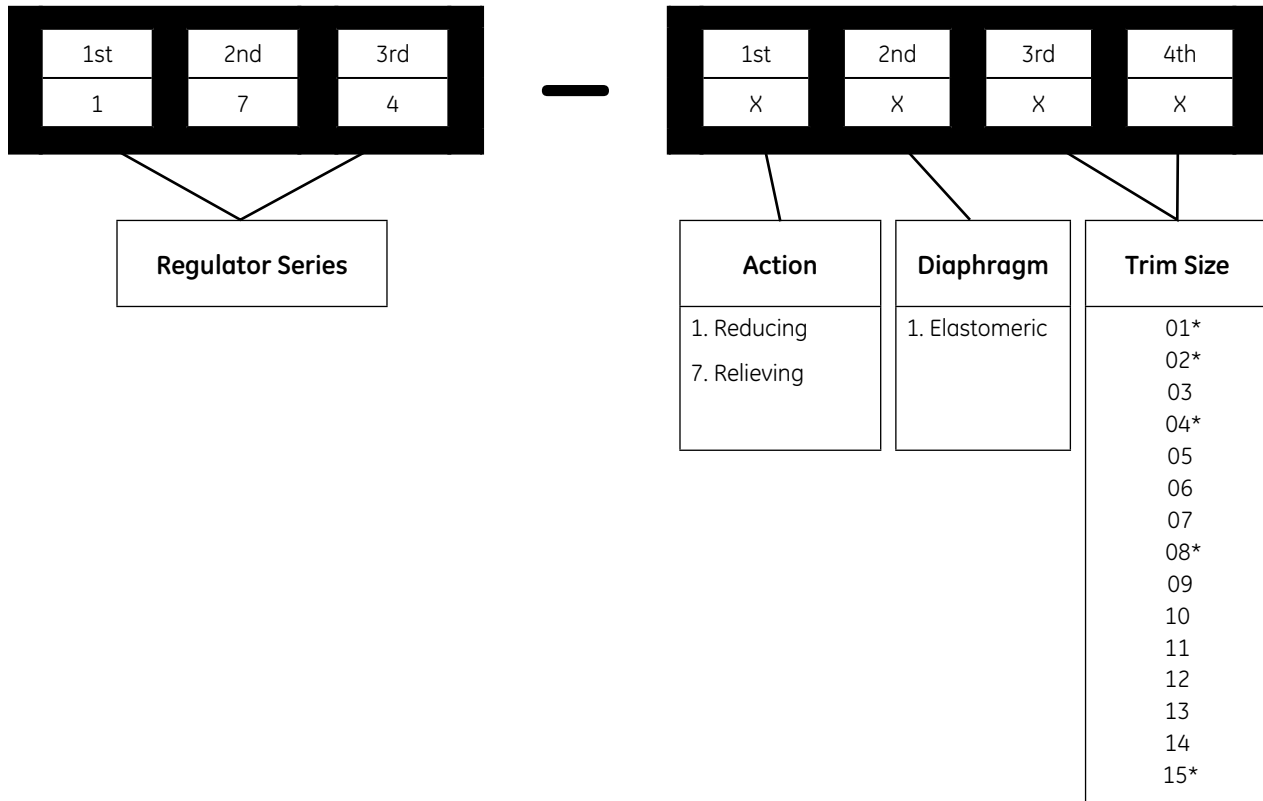 1st 2nd 3rd 1st 2nd 3rd 4th
1 7 4 — X X X X
Regulator Series
Action
1. Reducing
7. Relieving
Diaphragm
1. Elastomeric
Trim Size
01*
02*
03
04*
05
06
07
08*
09
10
11
12
13
14
15*